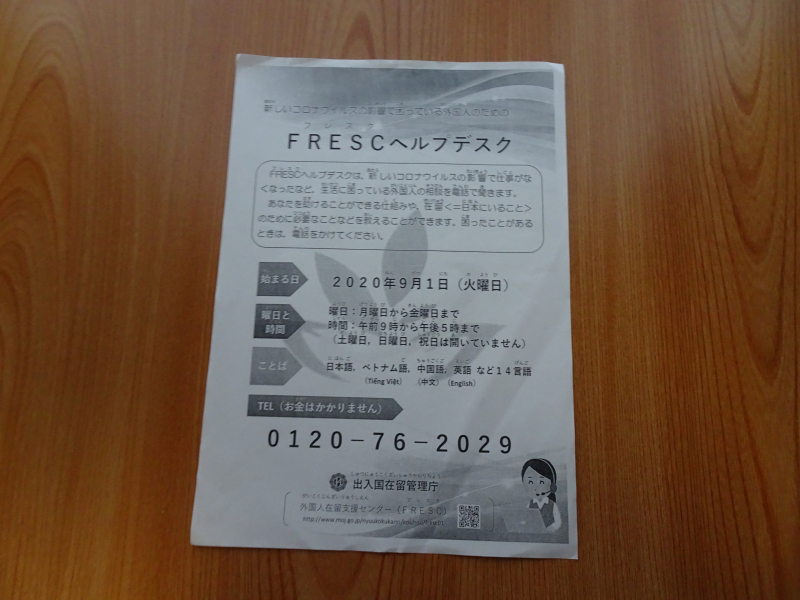 新しいコロナウイルスの影響で困っている外国人のための
フレスク
FRESCヘルプデスク
FRESCヘルプデスクは、新しいコロナウイルスの影響で仕事がな
くなったなど、生活に困っている外国人の相談を電話で聞きます。
あなたを助けることができる仕組みや、在留<=日本にいること>
のために必要なことなどを教えることができます。困ったことがある
ときは、電話をかけてください。
始まる日
2020年9月1日（火曜日）
曜日と
時間
曜日：月曜日から金曜日まで
時間：午前９時から午後５時まで
（土曜日，日曜日，祝日は開いていません）
ことば
日本語，ベトナム語，中国語，英語 など１４言語
（Tiếng Việt） （中文） （English）
TEL（お金はかかりません）
0120－76－2029
出入国在留管理庁
外国人在留支援センター（ＦＲＥＳＣ）